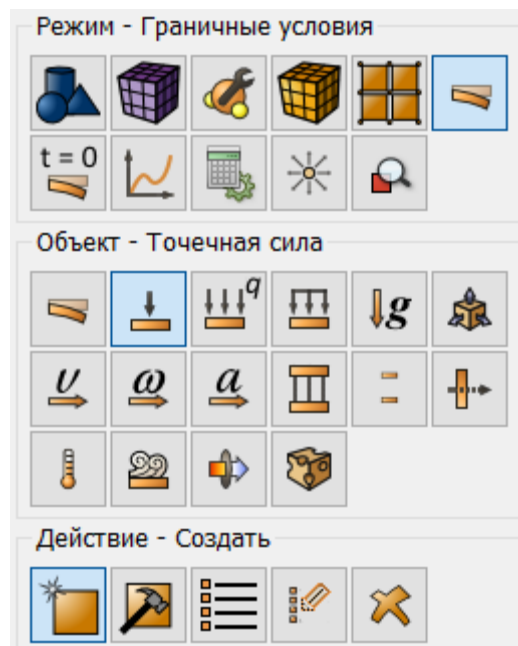 Режим - Граничные условия
t = 0
Объект - Точечная сила
q
g
υ
ω
a
Действие - Создать